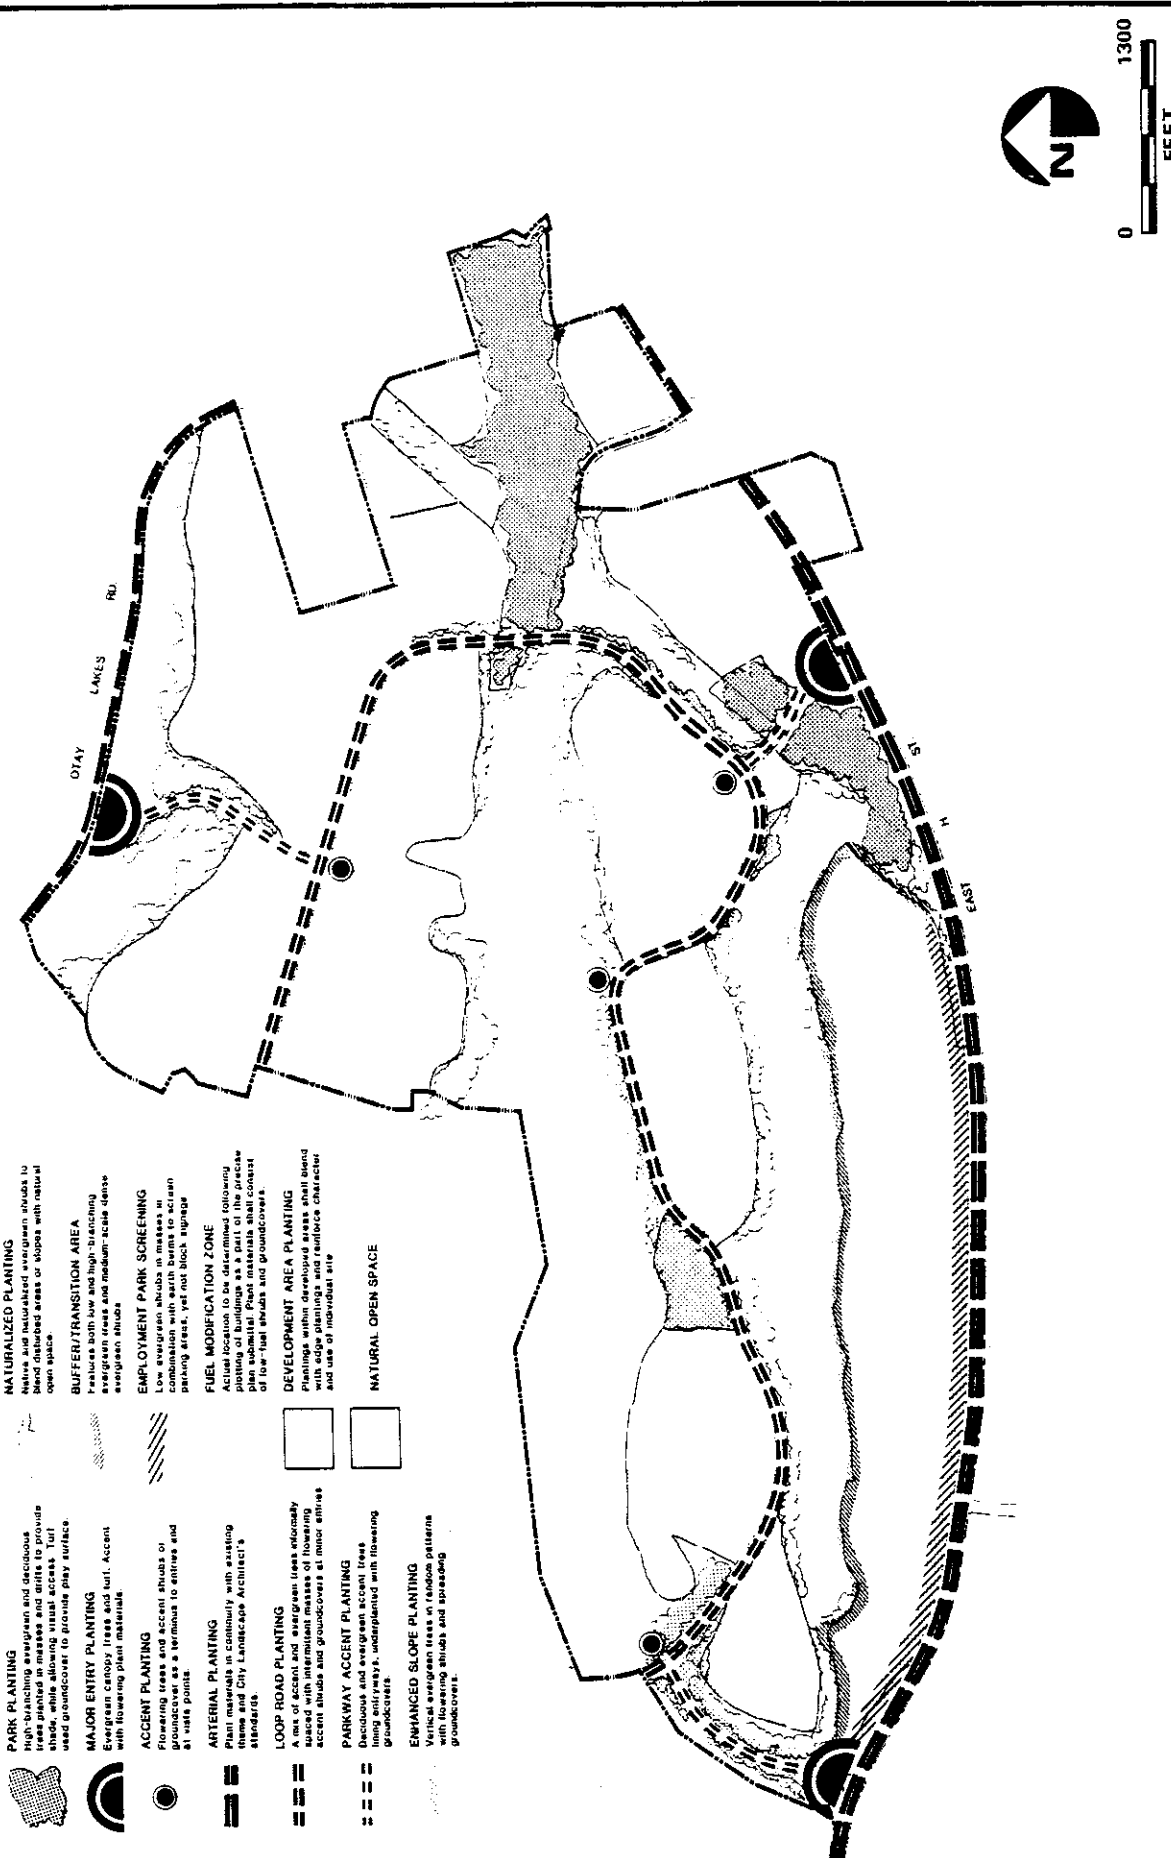 PARK PLANTING
High-branching evergreen and deciduous
trees planted in masses and drifts to provide
shade, while allowing visual access. Turf
used groundcover to provide play surface.
MAJOR ENTRY PLANTING
Evergreen canopy trees and turf. Accent
with flowering plant materials.
ACCENT PLANTING
Flowering trees and accent shrubs or
groundcover as a terminus to entries and
at vista points.
ARTERIAL PLANTING
Plant materials in continuity with existing
theme and City Landscape Architect's
standards.
LOOP ROAD PLANTING
A mix of accent and evergreen trees informally
spaced with intermittent masses of flowering
accent shrubs and groundcovers at minor entries
PARKWAY ACCENT PLANTING
Deciduous and evergreen accent trees
lining entryways, underplanted with flowering
groundcovers.
ENHANCED SLOPE PLANTING
Vertical evergreen trees in random patterns
with flowering shrubs and spreading
groundcovers.
NATURALIZED PLANTING
Native and naturalized evergreen shrubs to
blend disturbed areas or slopes with natural
open space.
BUFFER/TRANSITION AREA
Features both low and high-branching
evergreen trees and medium-scale dense
evergreen shrubs
EMPLOYMENT PARK SCREENING
Low evergreen shrubs in masses in
combination with earth berms to screen
parking areas, yet not block signage
FUEL MODIFICATION ZONE
Actual location to be determined following
plotting of buildings as a part of the precise
plan submittal. Plant materials shall consist
of low-fuel shrubs and groundcovers.
DEVELOPMENT AREA PLANTING
Plantings within developed areas shall blend
with edge plantings and reinforce character
and use of individual site
NATURAL OPEN SPACE
OTAY LAKES RD.
EAST H ST
N
0 1300
FEET